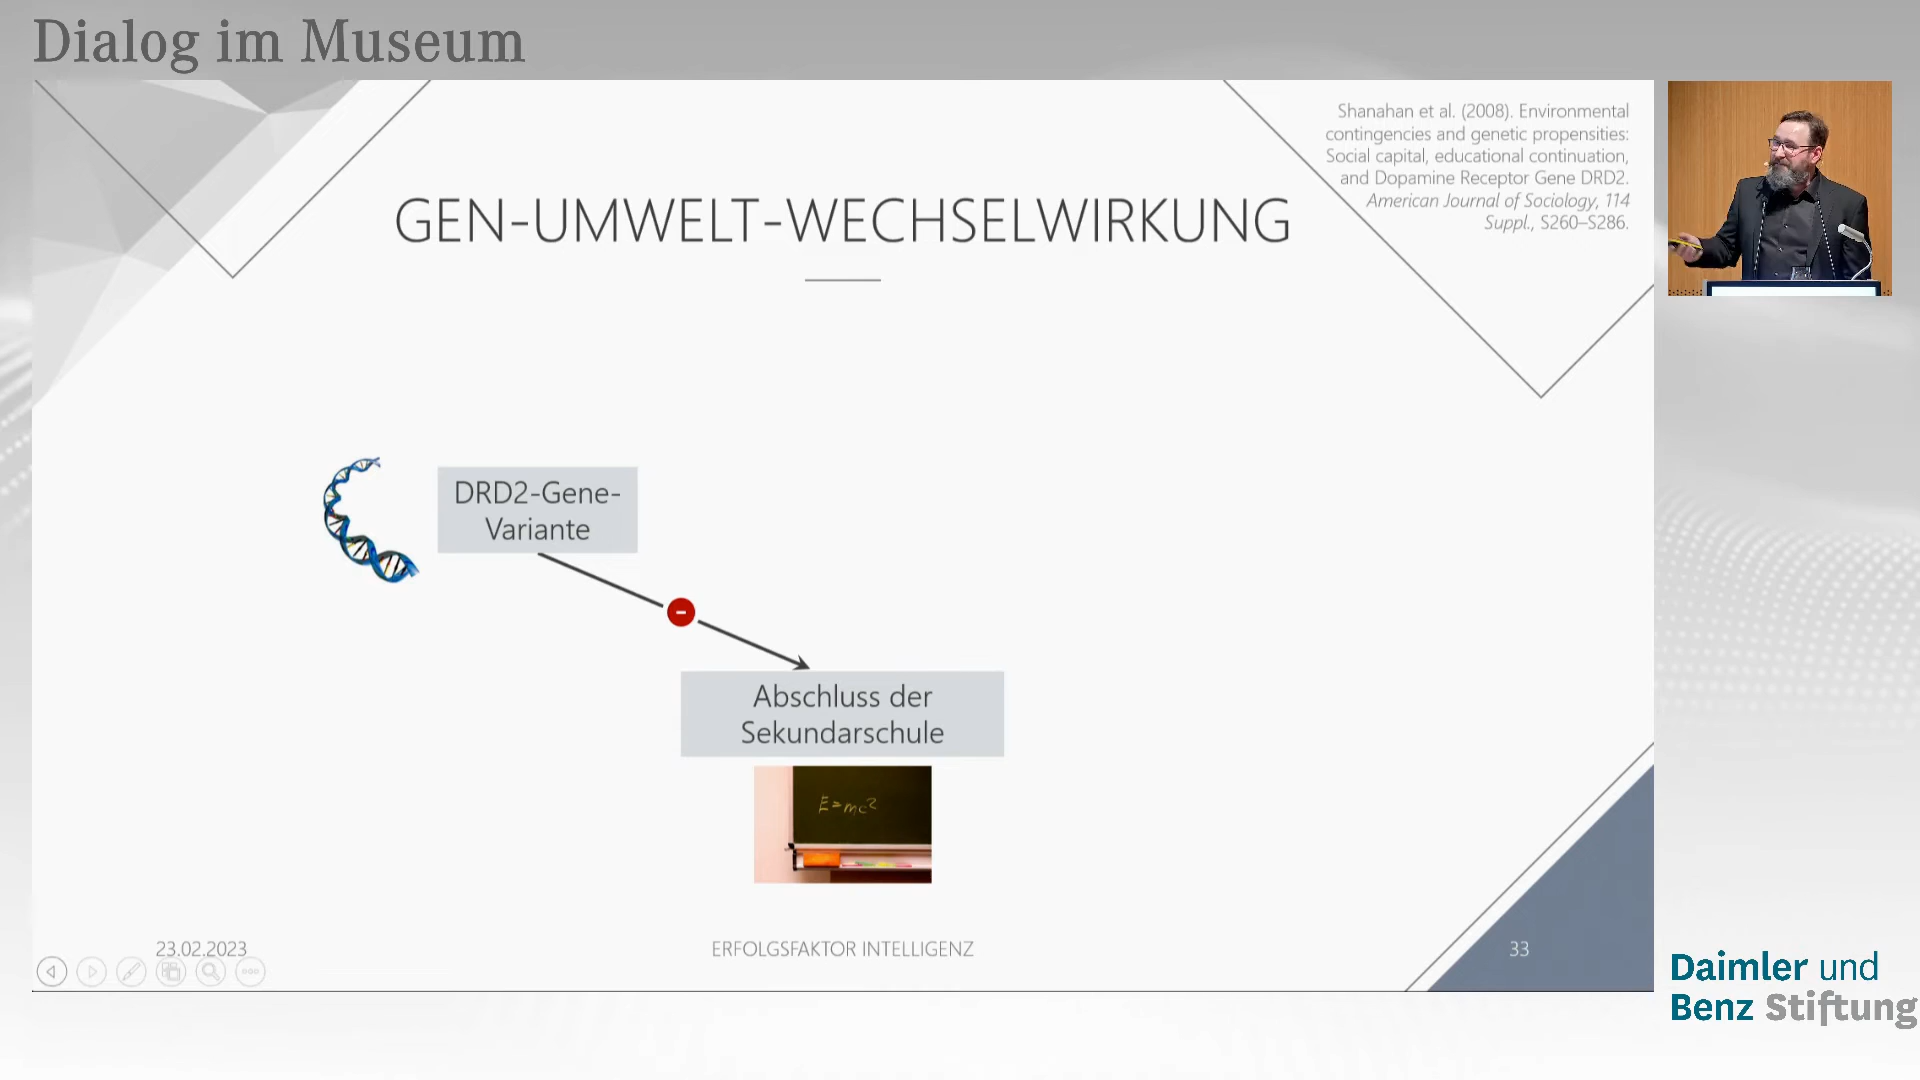 Dialog im Museum
Shanahan et al. (2008). Environmental
contingencies and genetic propensities:
Social capital, educational continuation,
and Dopamine Receptor Gene DRD2.
American Journal of Sociology, 114
Suppl., S260–S286.
GEN-UMWELT-WECHSELWIRKUNG
DRD2-Gene-
Variante
-
Abschluss der
Sekundarschule
E=mc²
23.02.2023
ERFOLGSFAKTOR INTELLIGENZ
33
Daimler und
Benz Stiftung